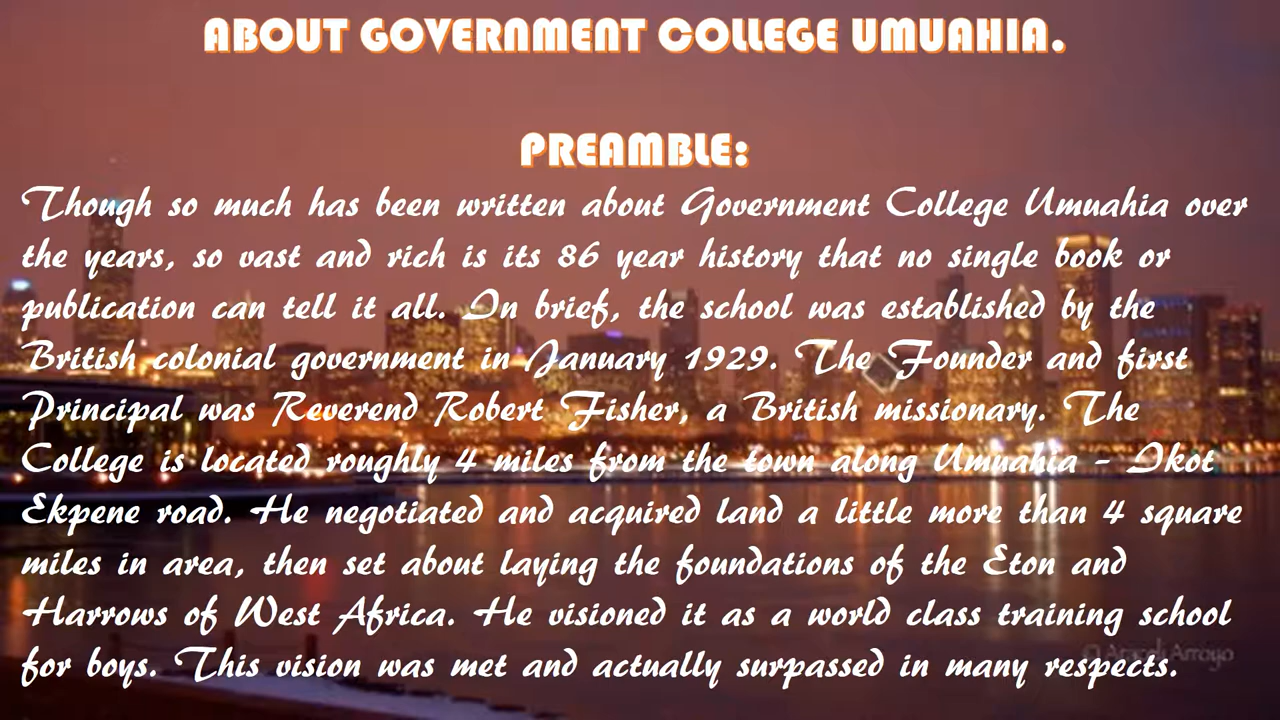 ABOUT GOVERNMENT COLLEGE UMUAHIA.
PREAMBLE:
Though so much has been written about Government College Umuahia over
the years, so vast and rich is its 86 year history that no single book or
publication can tell it all. In brief, the school was established by the
British colonial government in January 1929. The Founder and first
Principal was Reverend Robert Fisher, a British missionary. The
College is located roughly 4 miles from the town along Umuahia - Ikot
Ekpene road. He negotiated and acquired land a little more than 4 square
miles in area, then set about laying the foundations of the Eton and
Harrows of West Africa. He visioned it as a world class training school
for boys. This vision was met and actually surpassed in many respects.
© Araceli Arroyo